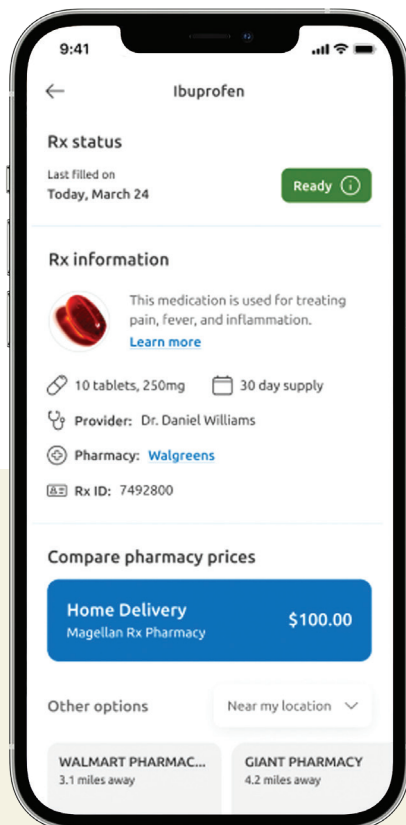 9:41
Ibuprofen
Rx status
Last filled on
Today, March 24
Ready
Rx information
This medication is used for treating
pain, fever, and inflammation.
Learn more
10 tablets, 250mg
30 day supply
Provider: Dr. Daniel Williams
Pharmacy: Walgreens
Rx ID: 7492800
Compare pharmacy prices
Home Delivery
Magellan Rx Pharmacy
$100.00
Other options
Near my location
WALMART PHARMAC...
3.1 miles away
GIANT PHARMACY
4.2 miles away